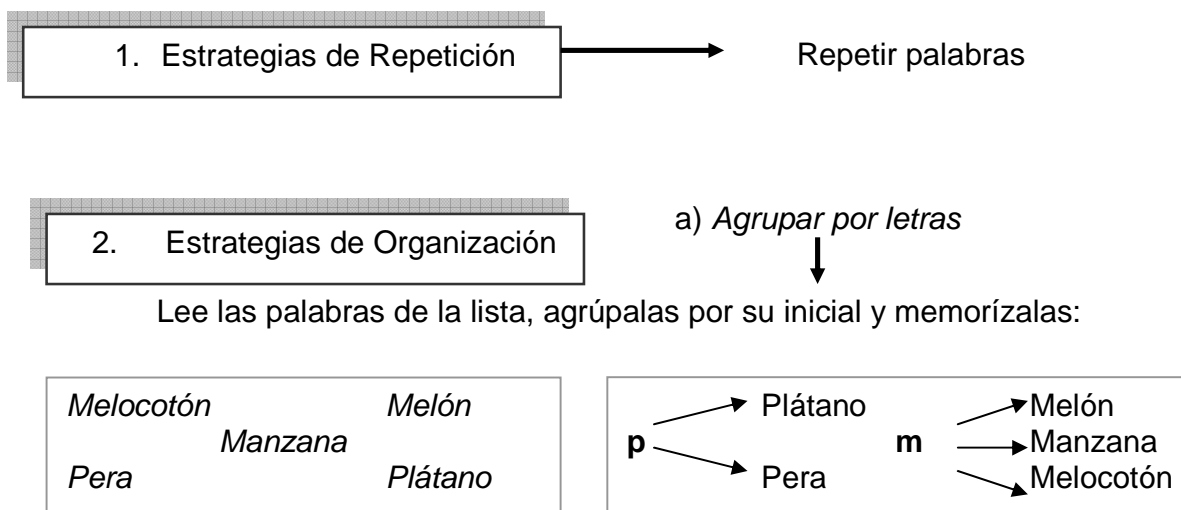 1. Estrategias de Repetición Repetir palabras
2. Estrategias de Organización a) Agrupar por letras
Lee las palabras de la lista, agrúpalas por su inicial y memorízalas:
Melocotón Melón
Manzana
Pera Plátano
Plátano Melón
p m Manzana
Pera Melocotón